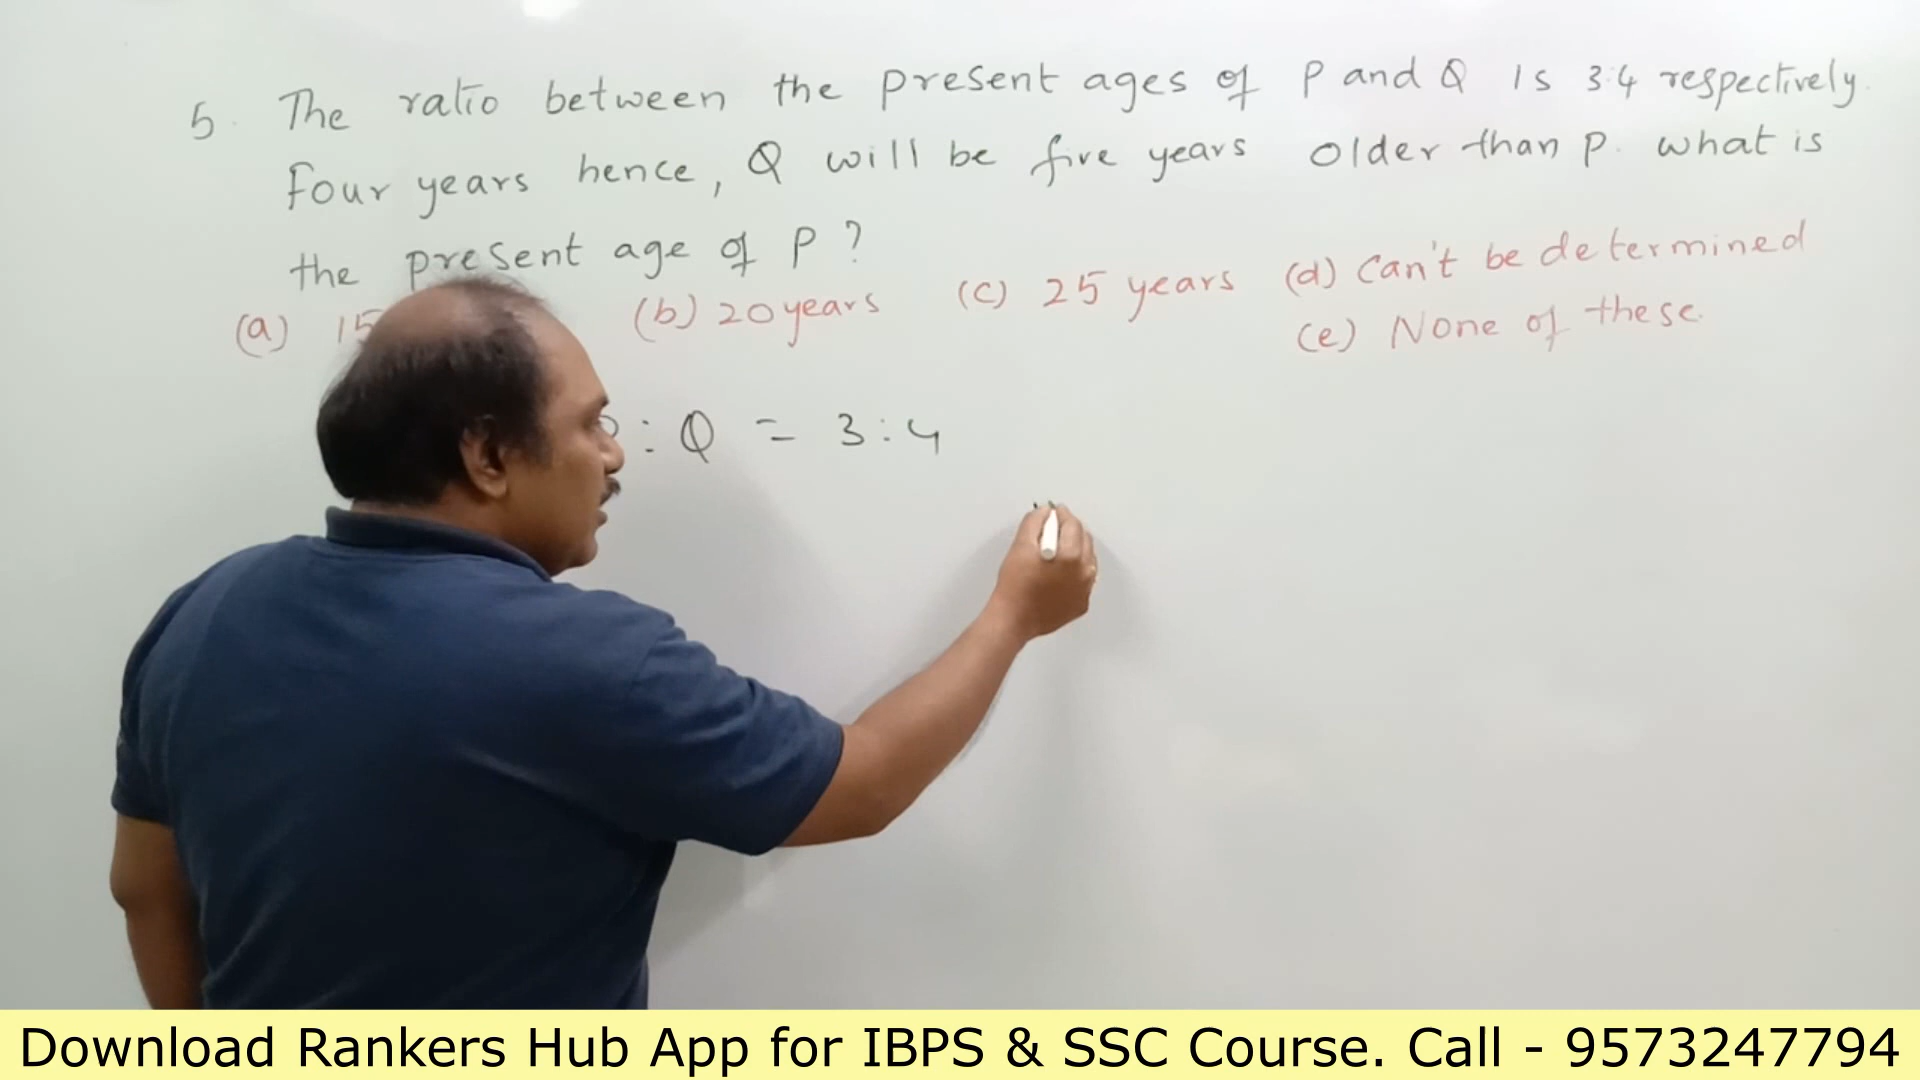 5. The ratio between the present ages of P and Q is 3:4 respectively.
Four years hence, Q will be five years older than P. what is
the present age of P?
(a) 15 (b) 20 years (c) 25 years (d) Can't be determined
(e) None of these.
: Q = 3:4
Download Rankers Hub App for IBPS & SSC Course. Call - 9573247794